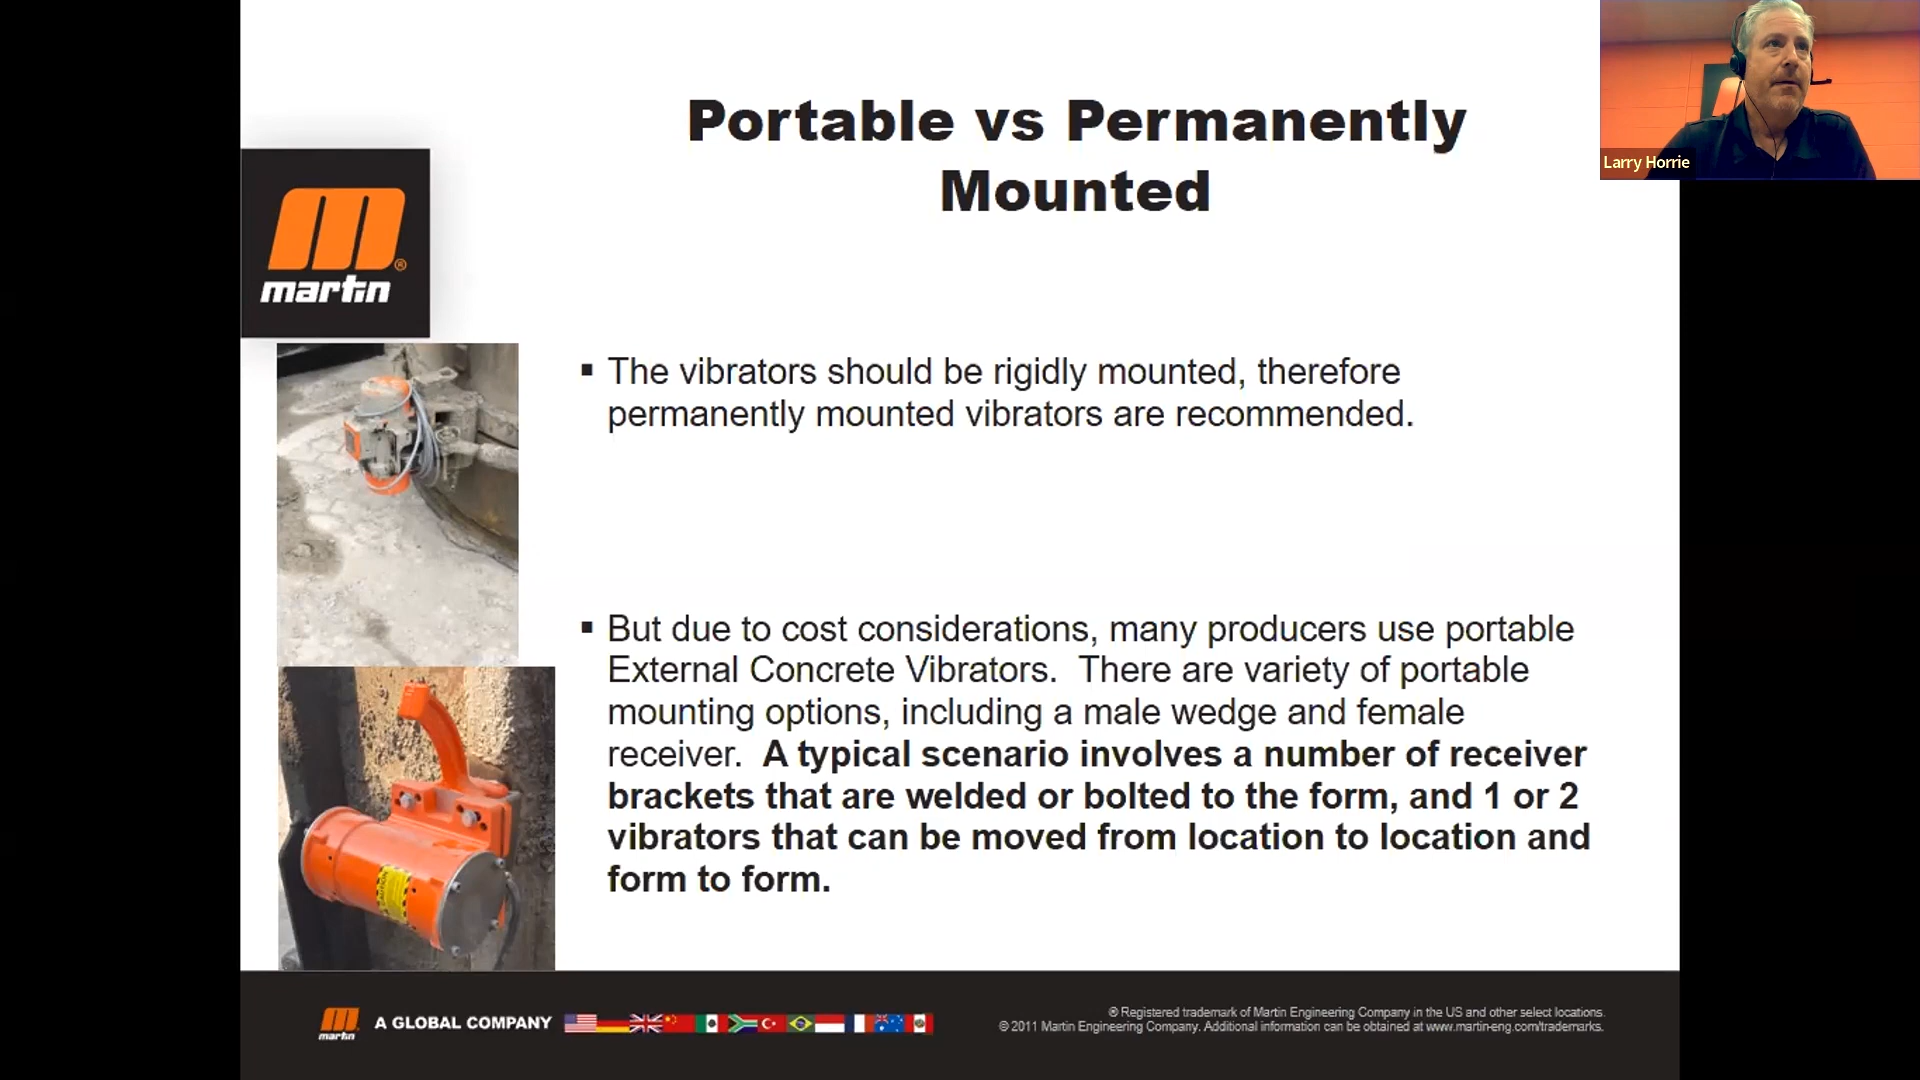 Portable vs Permanently
Mounted
Larry Horrie
martin
®
▪ The vibrators should be rigidly mounted, therefore
permanently mounted vibrators are recommended.
▪ But due to cost considerations, many producers use portable
External Concrete Vibrators. There are variety of portable
mounting options, including a male wedge and female
receiver. A typical scenario involves a number of receiver
brackets that are welded or bolted to the form, and 1 or 2
vibrators that can be moved from location to location and
form to form.
CAUTION
martin
A GLOBAL COMPANY
® Registered trademark of Martin Engineering Company in the US and other select locations.
© 2011 Martin Engineering Company. Additional information can be obtained at www.martin-eng.com/trademarks.